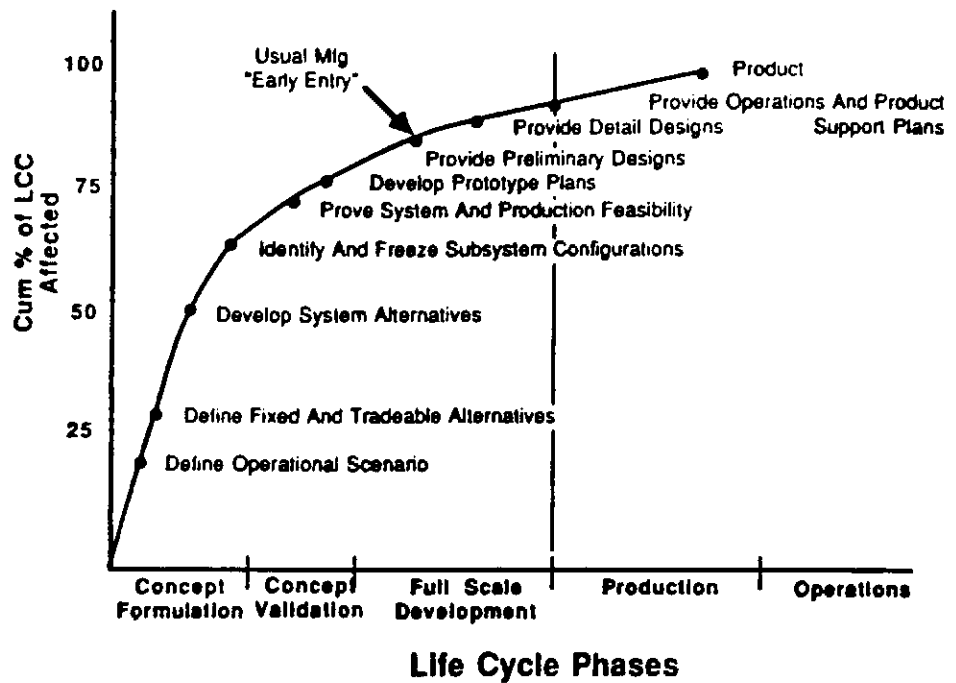 100
Usual Mfg
"Early Entry"
Product
Provide Operations And Product
Support Plans
Provide Detail Designs
Provide Preliminary Designs
75
Develop Prototype Plans
Prove System And Production Feasibility
Identify And Freeze Subsystem Configurations
Cum % of LCC
Affected
50
Develop System Alternatives
25
Define Fixed And Tradeable Alternatives
Define Operational Scenario
Concept
Formulation
Concept
Validation
Full Scale
Development
Production
Operations
Life Cycle Phases